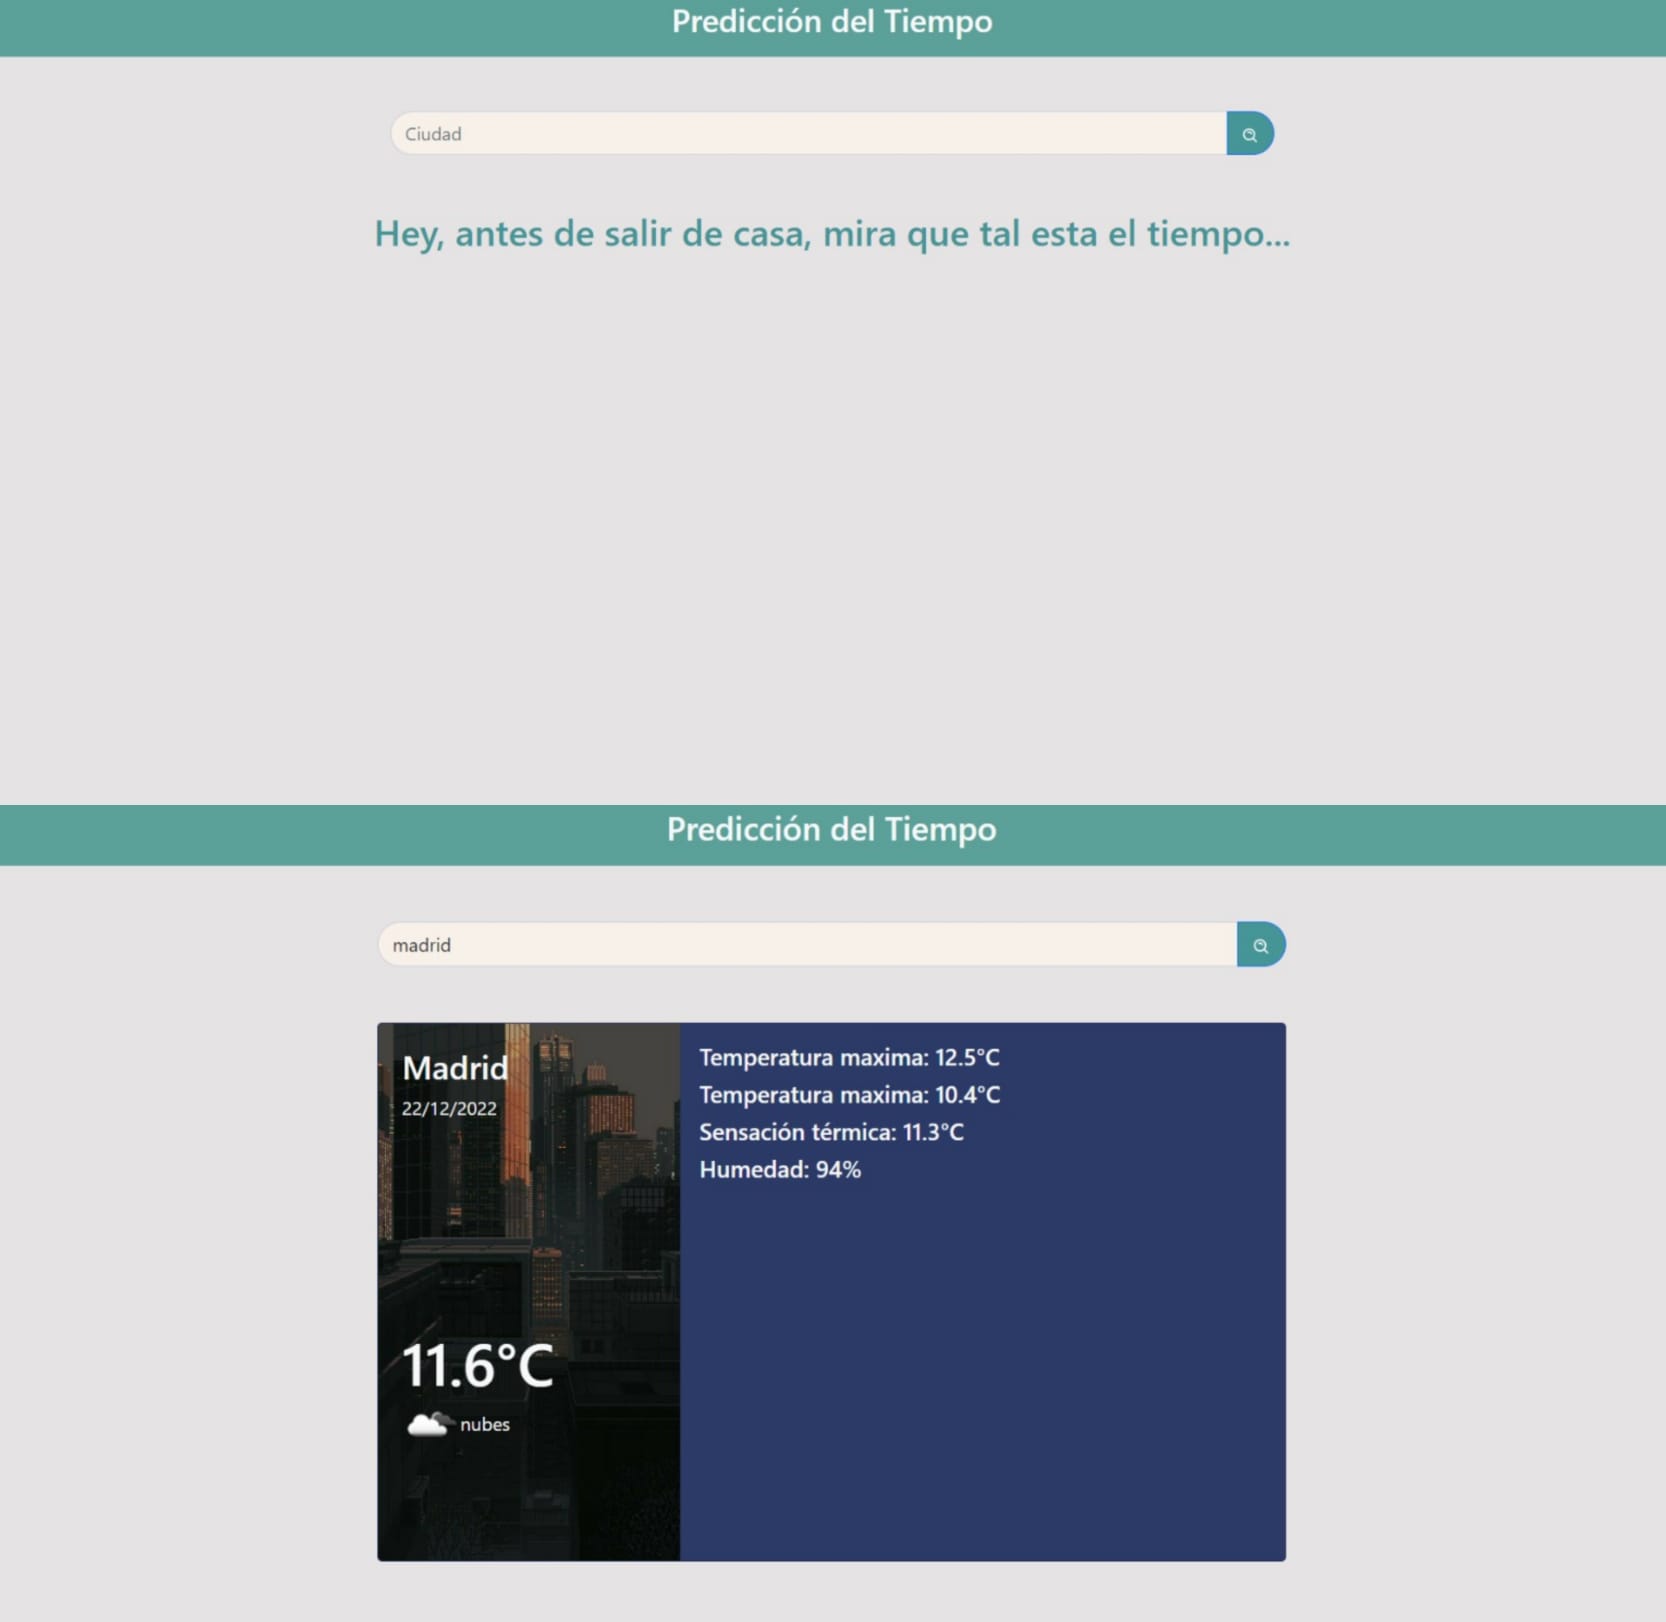 Predicción del Tiempo
Ciudad
Hey, antes de salir de casa, mira que tal esta el tiempo...
Predicción del Tiempo
madrid
Madrid
22/12/2022
11.6°C
nubes
Temperatura maxima: 12.5°C
Temperatura maxima: 10.4°C
Sensación térmica: 11.3°C
Humedad: 94%